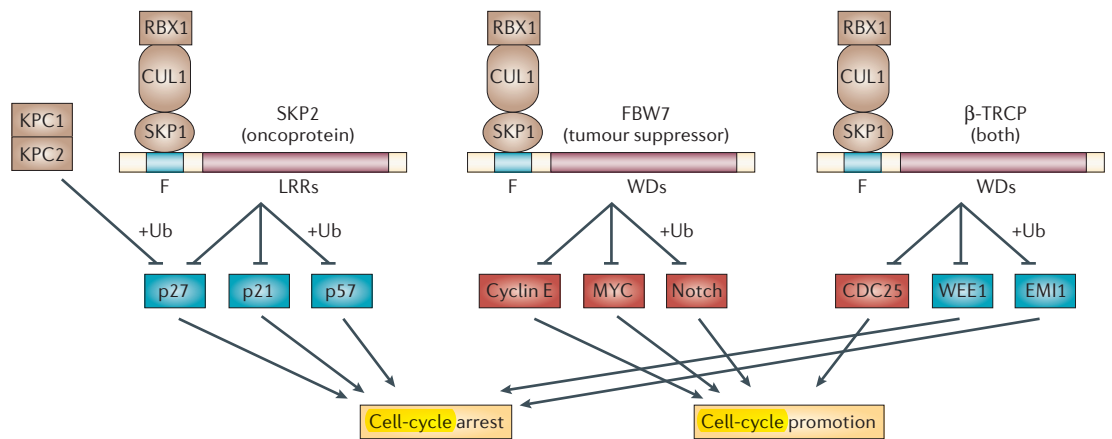 RBX1
CUL1
SKP1
KPC1
KPC2
SKP2
(oncoprotein)
F
LRRs
+Ub
+Ub
p27
p21
p57
RBX1
CUL1
SKP1
FBW7
(tumour suppressor)
F
WDs
+Ub
Cyclin E
MYC
Notch
RBX1
CUL1
SKP1
β-TRCP
(both)
F
WDs
+Ub
CDC25
WEE1
EMI1
Cell-cycle arrest
Cell-cycle promotion